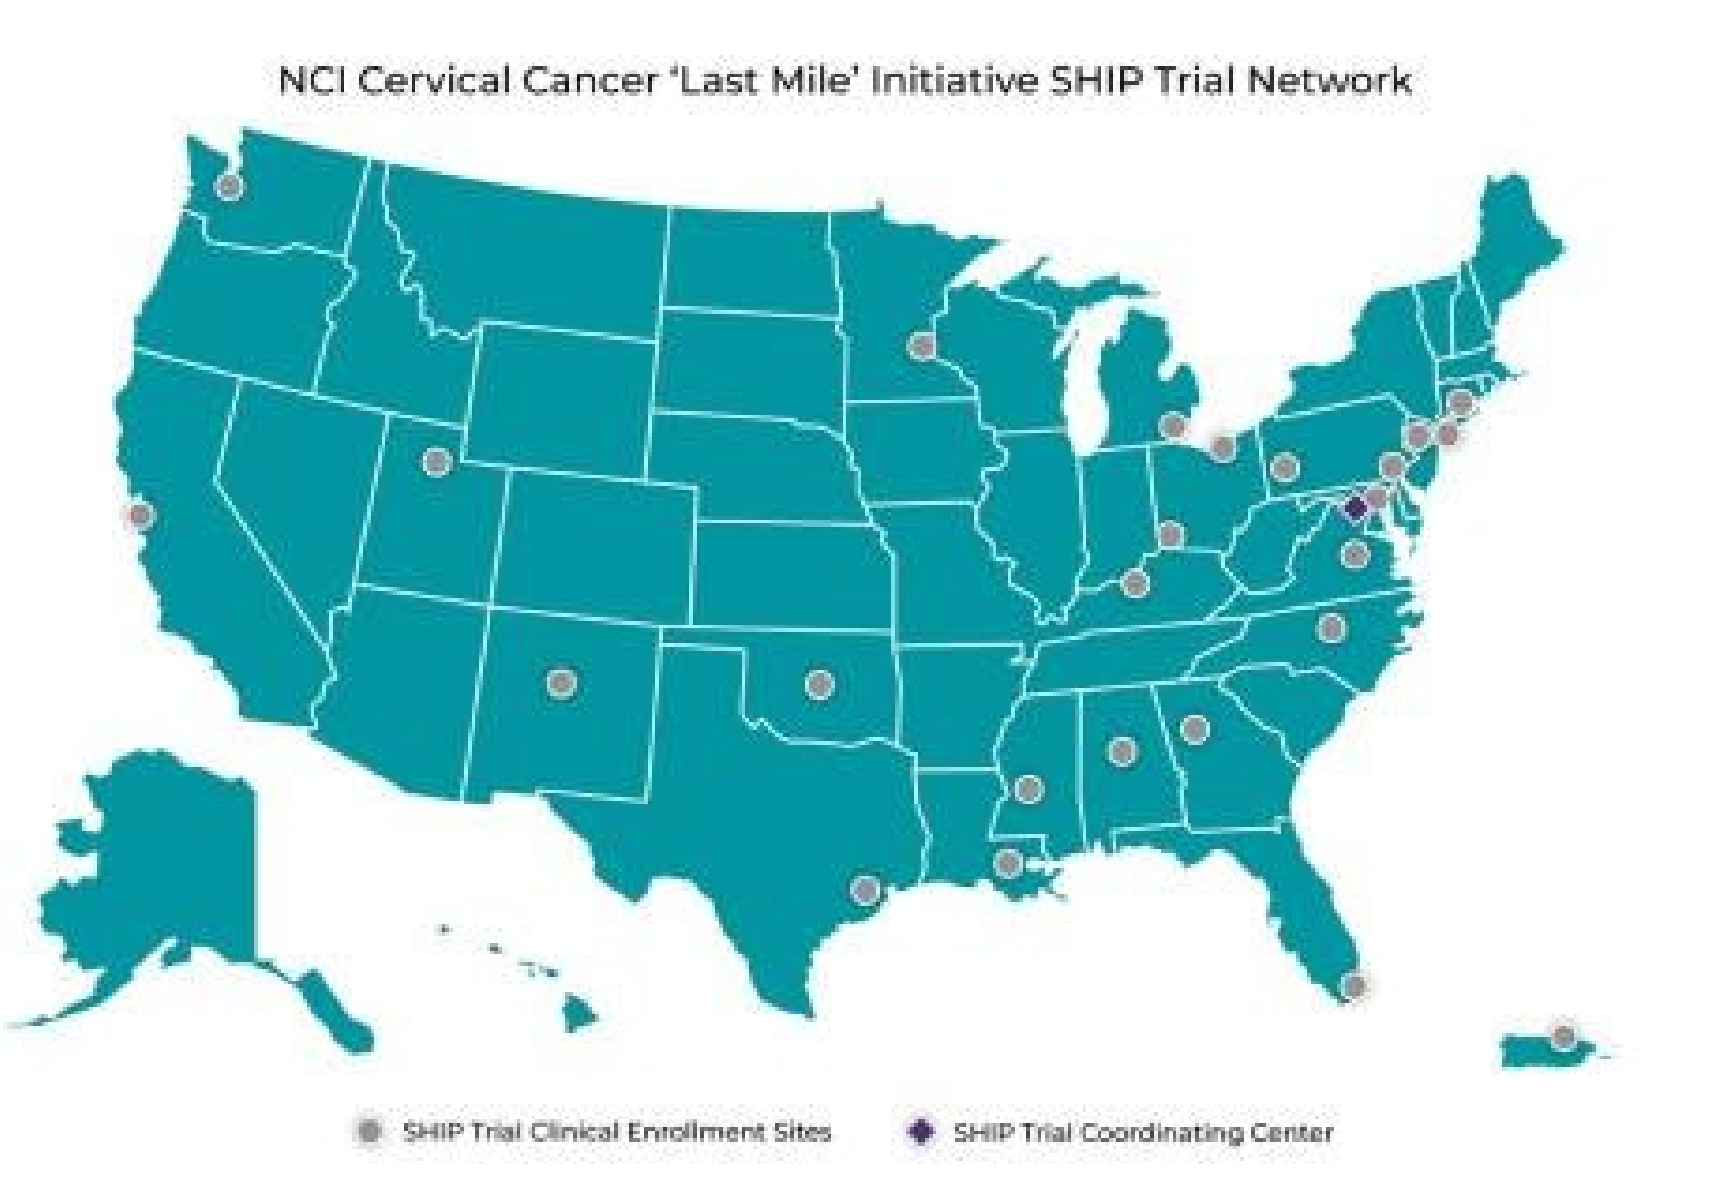 NCI Cervical Cancer ‘Last Mile’ Initiative SHIP Trial Network
SHIP Trial Clinical Enrollment Sites
SHIP Trial Coordinating Center